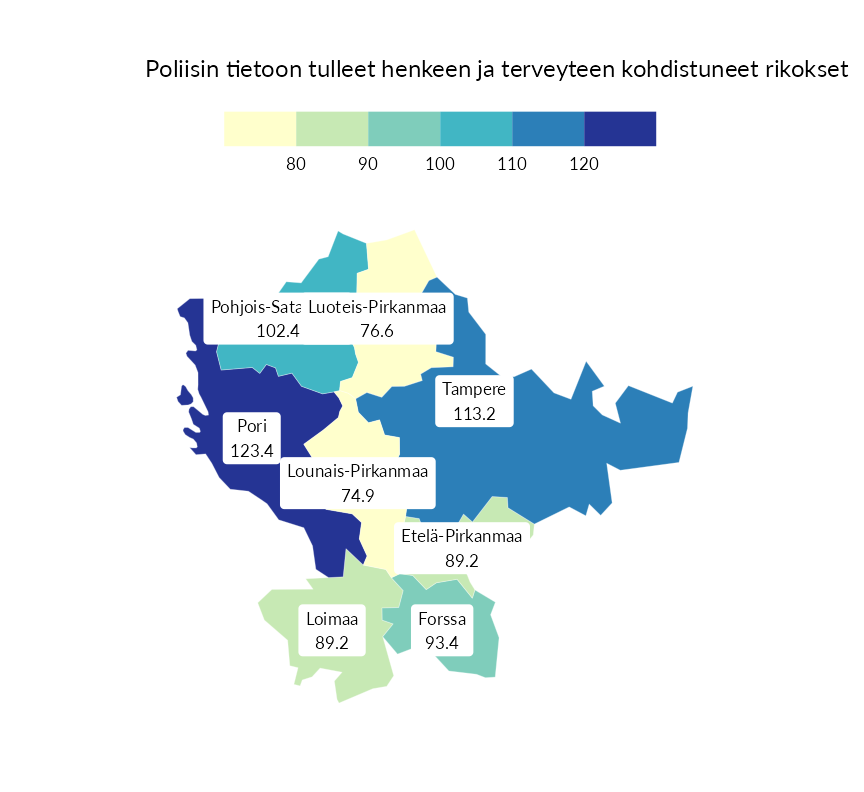 Poliisin tietoon tulleet henkeen ja terveyteen kohdistuneet rikokset
80 90 100 110 120
Pohjois-Sata Luoteis-Pirkanmaa
102.4 76.6
Tampere
113.2
Pori
123.4
Lounais-Pirkanmaa
74.9
Etelä-Pirkanmaa
89.2
Loimaa Forssa
89.2 93.4